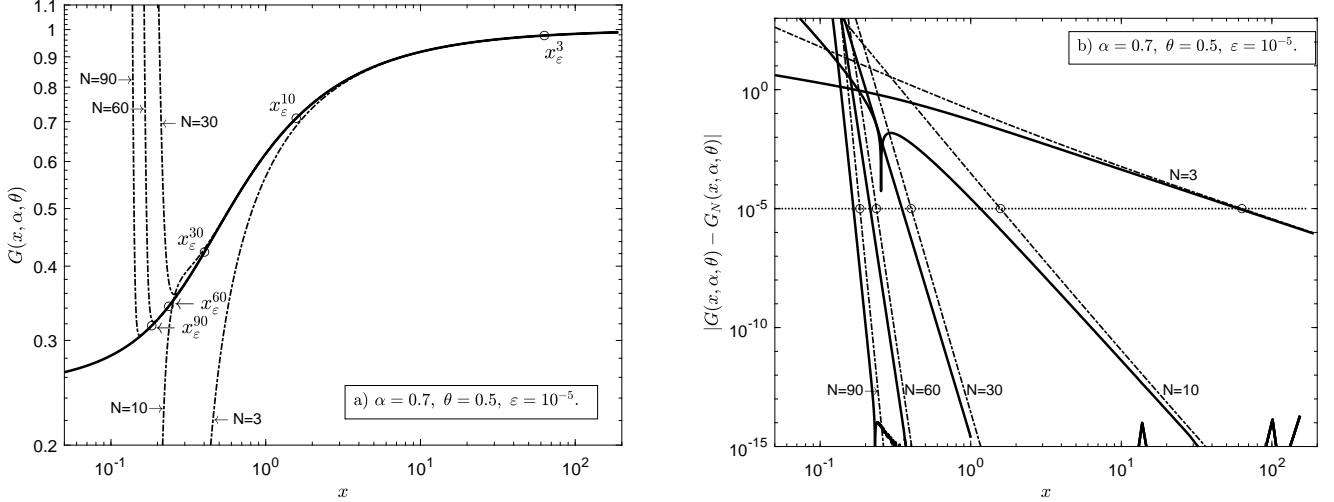 1.1
1
0.9
0.8
0.7
0.6
0.5
0.4
0.3
0.2
G(x, α, θ)
N=90→
N=60→
←N=30
x_ε^3
x_ε^10
x_ε^30
←x_ε^60
←x_ε^90
N=10→
←N=3
a) α = 0.7, θ = 0.5, ε = 10^{-5}.
10^{-1} 10^0 10^1 10^2
x
b) α = 0.7, θ = 0.5, ε = 10^{-5}.
10^0
10^{-5}
10^{-10}
10^{-15}
|G(x, α, θ) − G_N(x, α, θ)|
N=3
N=90→
N=60
←N=30
N=10
10^{-1} 10^0 10^1 10^2
x